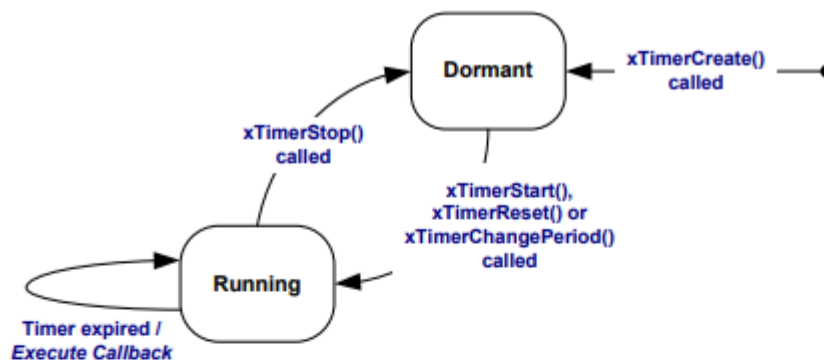 Dormant
xTimerCreate()
called
xTimerStop()
called
xTimerStart(),
xTimerReset() or
xTimerChangePeriod()
called
Running
Timer expired /
Execute Callback